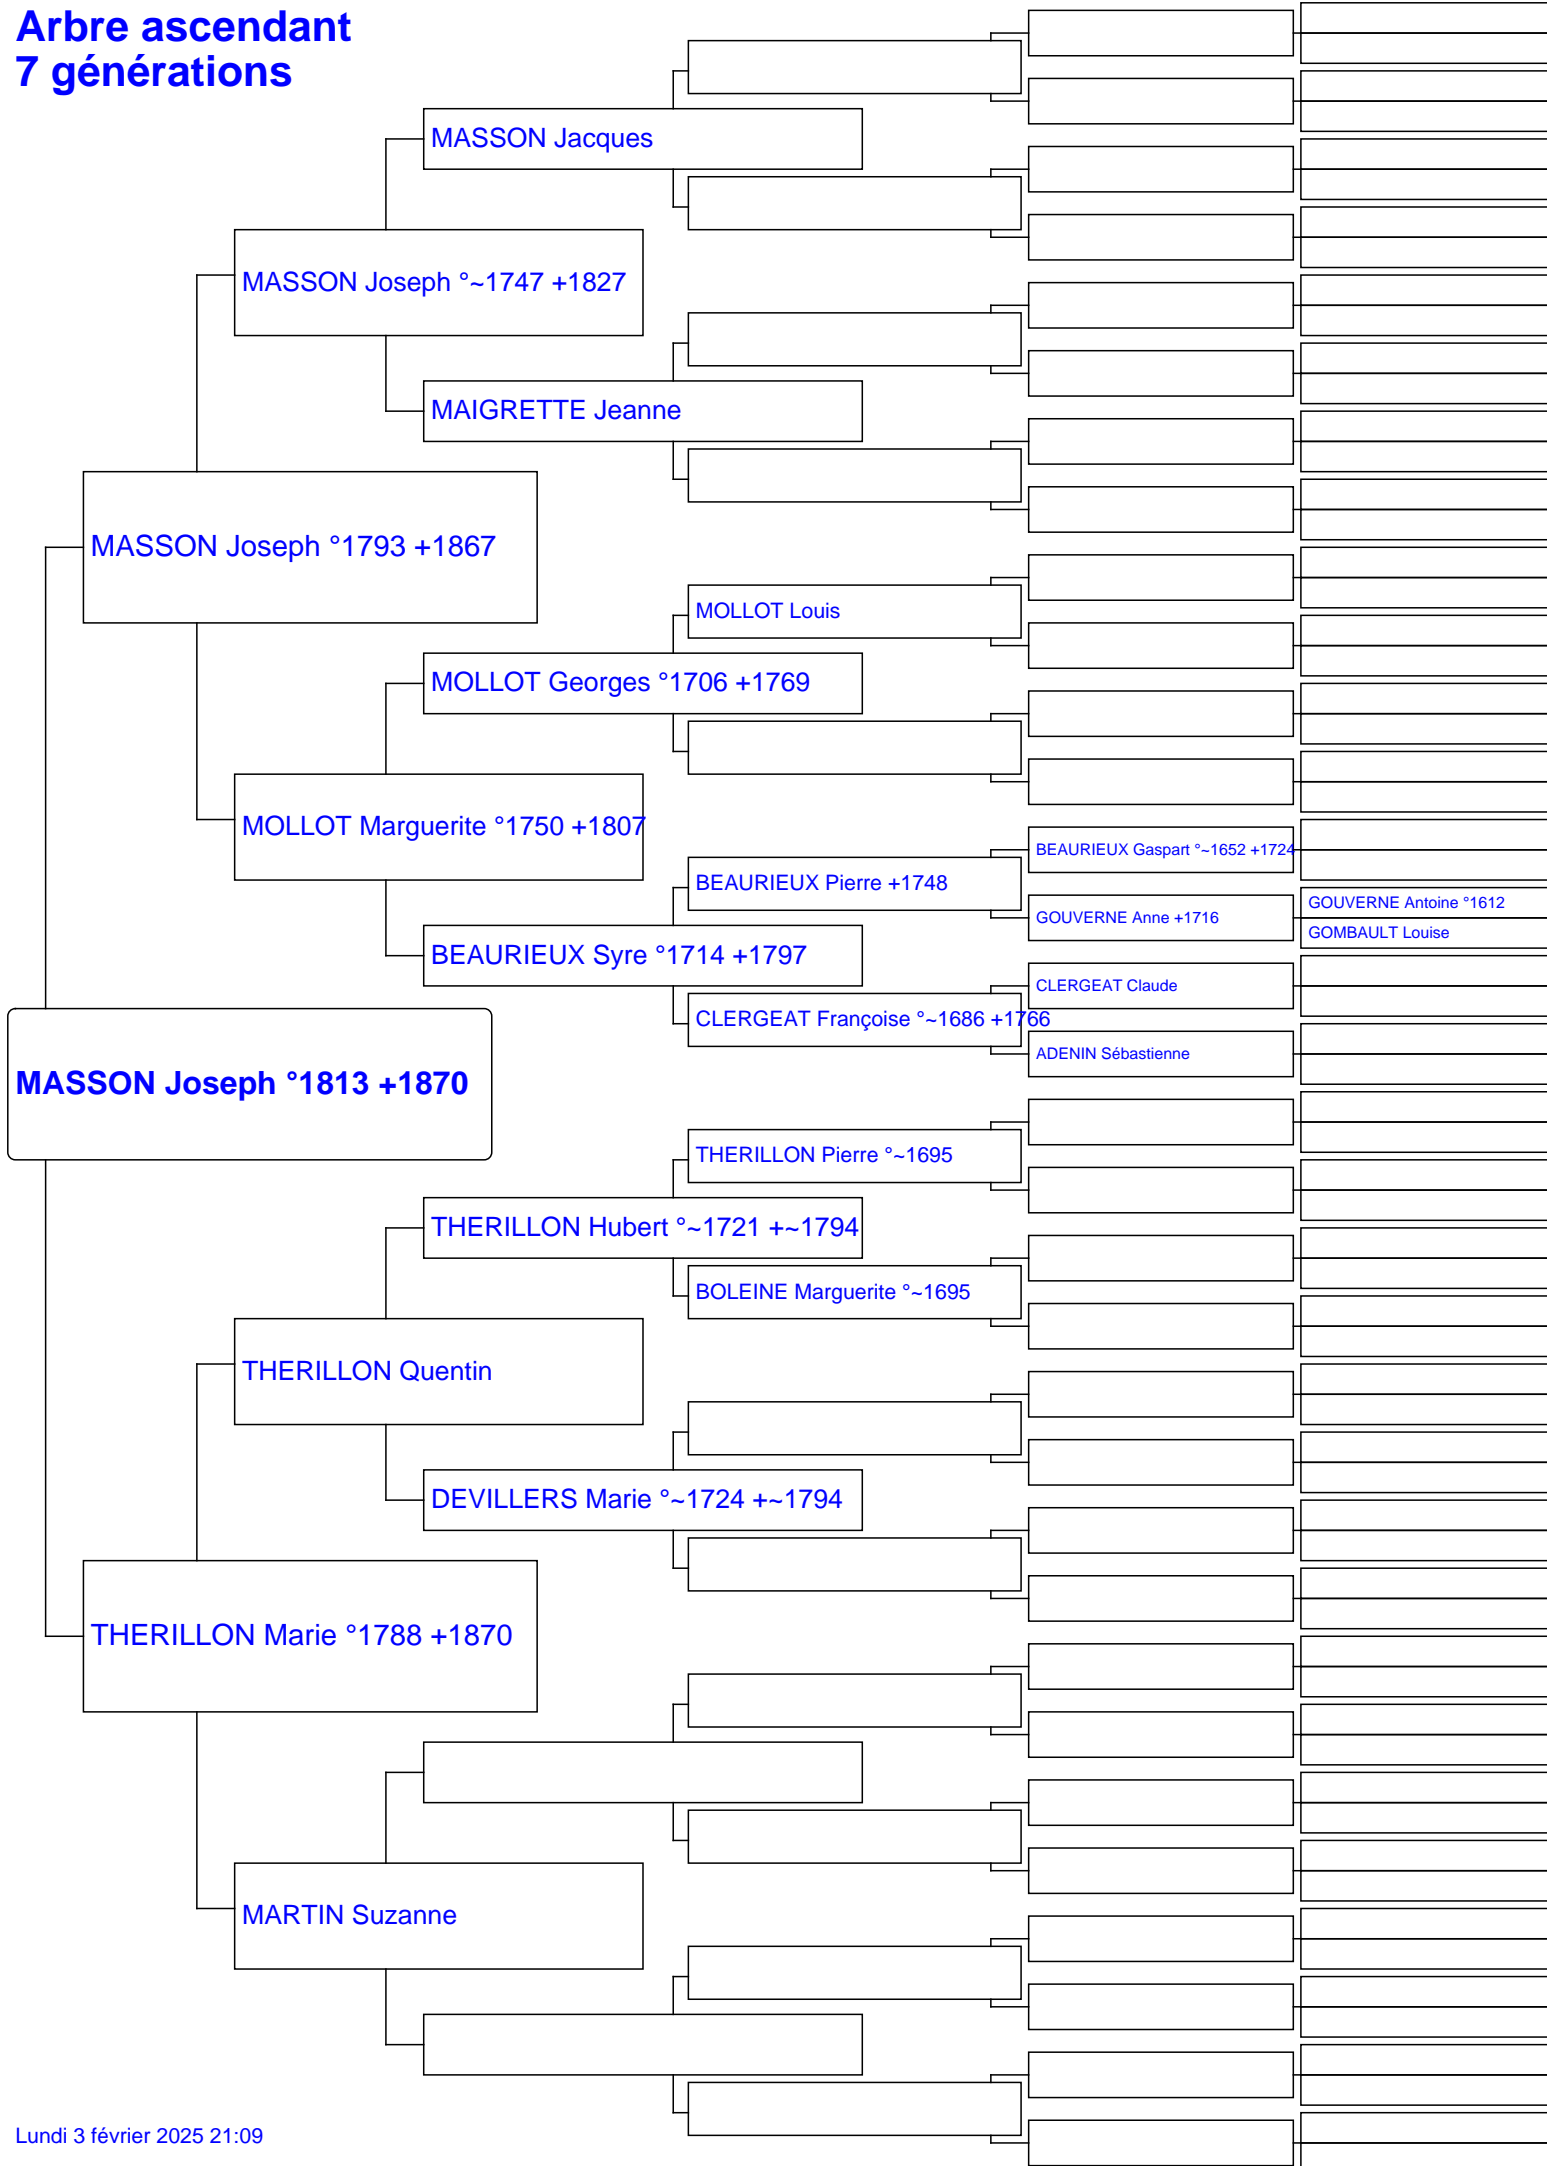 Arbre ascendant
7 générations
MASSON Jacques
MASSON Joseph °~1747 +1827
MAIGRETTE Jeanne
MASSON Joseph °1793 +1867
MOLLOT Louis
MOLLOT Georges °1706 +1769
MOLLOT Marguerite °1750 +1807
BEAURIEUX Gaspart °~1652 +1724
BEAURIEUX Pierre +1748
GOUVERNE Antoine °1612
GOUVERNE Anne +1716
GOMBAULT Louise
BEAURIEUX Syre °1714 +1797
CLERGEAT Claude
CLERGEAT Françoise °~1686 +1766
ADENIN Sébastienne
MASSON Joseph °1813 +1870
THERILLON Pierre °~1695
THERILLON Hubert °~1721 +~1794
BOLEINE Marguerite °~1695
THERILLON Quentin
DEVILLERS Marie °~1724 +~1794
THERILLON Marie °1788 +1870
MARTIN Suzanne
Lundi 3 février 2025 21:09